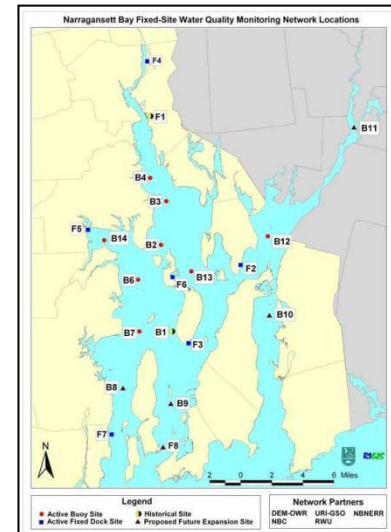 Narragansett Bay Fixed-Site Water Quality Monitoring Network Locations
F4
F1
B11
B4
B3
F5
B14
B2
B12
B13
F2
B6
F6
B10
B7
B1
F3
B8
B9
F7
F8
N
6 4 2 0 2 4 6 Miles
Legend
Active Buoy Site
Historical Site
Active Fixed Dock Site
Proposed Future Expansion Site
Network Partners
DEM-OWR URI-GSO NBNERR
NBC RWU